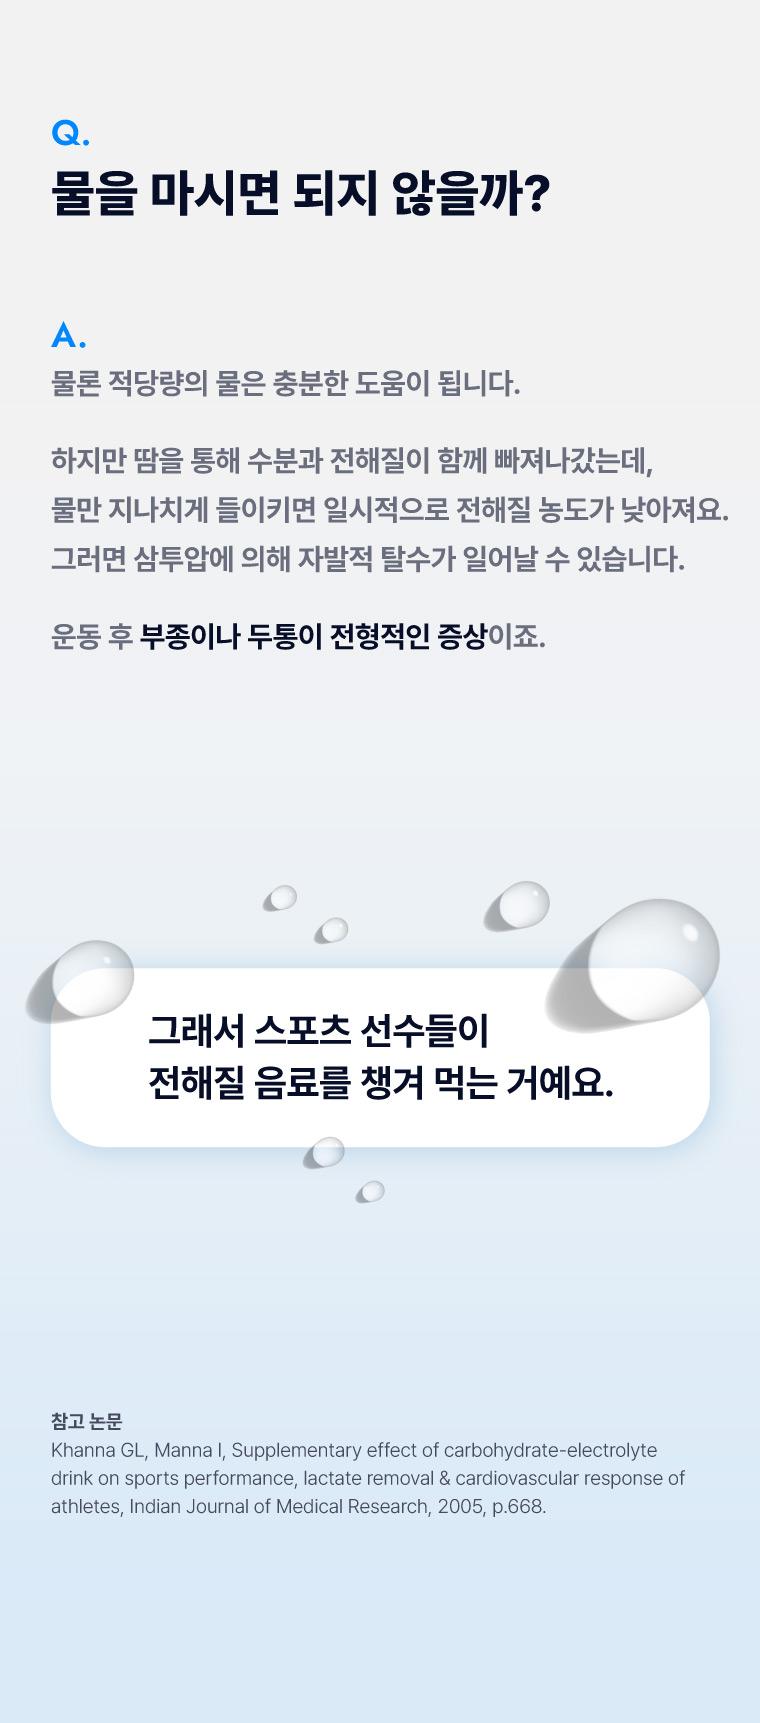 Q.
물을 마시면 되지 않을까?
A.
물론 적당량의 물은 충분한 도움이 됩니다.
하지만 땀을 통해 수분과 전해질이 함께 빠져나갔는데,
물만 지나치게 들이키면 일시적으로 전해질 농도가 낮아져요.
그러면 삼투압에 의해 자발적 탈수가 일어날 수 있습니다.
운동 후 부종이나 두통이 전형적인 증상이죠.
그래서 스포츠 선수들이
전해질 음료를 챙겨 먹는 거예요.
참고 논문
Khanna GL, Manna I, Supplementary effect of carbohydrate-electrolyte
drink on sports performance, lactate removal & cardiovascular response of
athletes, Indian Journal of Medical Research, 2005, p.668.